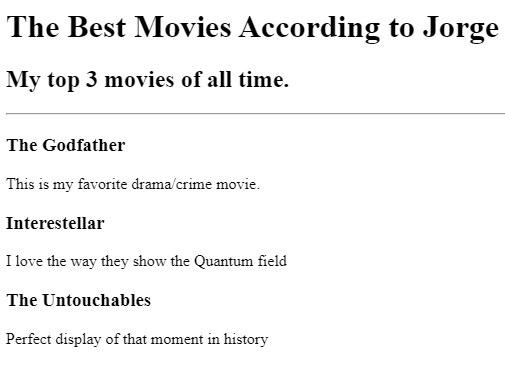 The Best Movies According to Jorge
My top 3 movies of all time.
The Godfather
This is my favorite drama/crime movie.
Interestellar
I love the way they show the Quantum field
The Untouchables
Perfect display of that moment in history